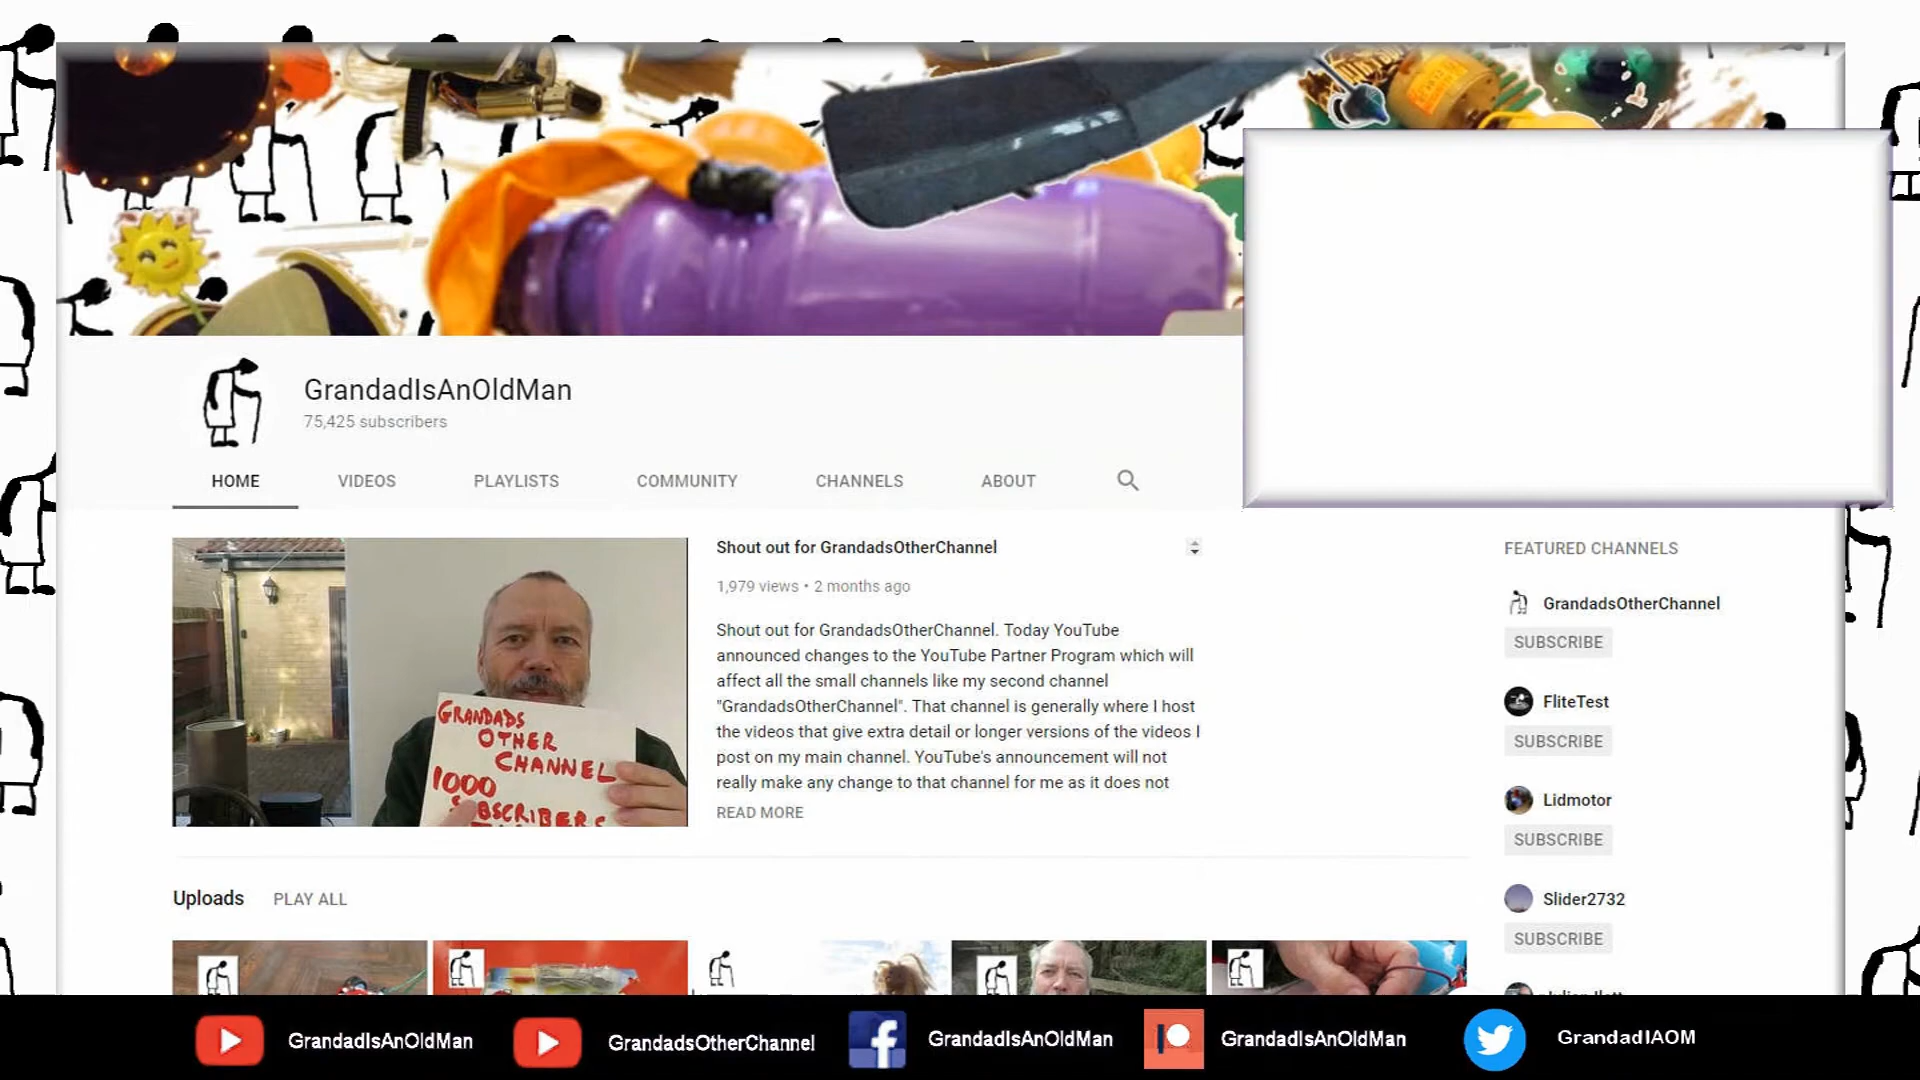 GrandadIsAnOldMan
75,425 subscribers
HOME
VIDEOS
PLAYLISTS
COMMUNITY
CHANNELS
ABOUT
GRANDADS
OTHER
CHANNEL
1000
Shout out for GrandadsOtherChannel
1,979 views • 2 months ago
Shout out for GrandadsOtherChannel. Today YouTube
announced changes to the YouTube Partner Program which will
affect all the small channels like my second channel
"GrandadsOtherChannel". That channel is generally where I host
the videos that give extra detail or longer versions of the videos I
post on my main channel. YouTube's announcement will not
really make any change to that channel for me as it does not
READ MORE
FEATURED CHANNELS
GrandadsOtherChannel
SUBSCRIBE
FliteTest
SUBSCRIBE
Lidmotor
SUBSCRIBE
Slider2732
SUBSCRIBE
Uploads
PLAY ALL
GrandadIsAnOldMan
GrandadsOtherChannel
GrandadIsAnOldMan
GrandadIsAnOldMan
GrandadIAOM